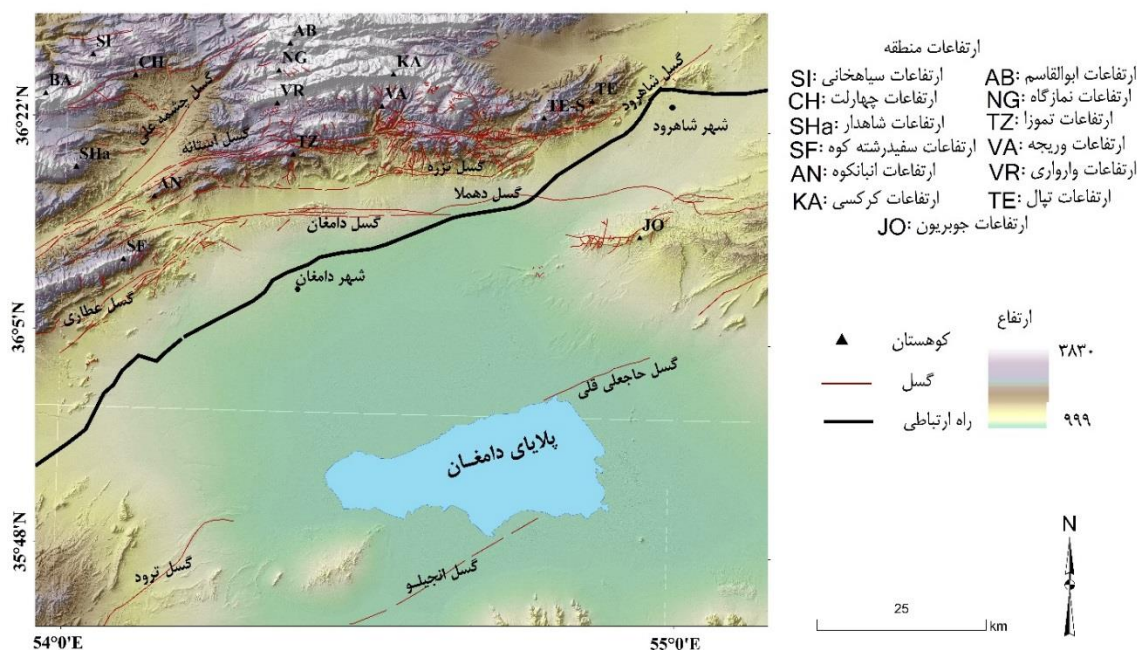 SI
AB
NG
CH
KA
BA
VR
VA
TE
TE-S
SHa
TZ
AN
SF
JO
گسل چشمه علی
گسل آستانه
گسل شاهرود
شهر شاهرود
گسل تزره
گسل دهملا
گسل دامغان
شهر دامغان
گسل عطاری
گسل حاجعلی قلی
پلایای دامغان
گسل ترود
گسل انجیلو
36°22'N
36°5'N
35°48'N
54°0'E
55°0'E
ارتفاعات منطقه
AB: ارتفاعات ابوالقاسم
SI: ارتفاعات سیاهخانی
NG: ارتفاعات نمازگاه
CH: ارتفاعات چهارلت
TZ: ارتفاعات تموزا
SHa: ارتفاعات شاهدار
VA: ارتفاعات وریجه
SF: ارتفاعات سفیدرشته کوه
VR: ارتفاعات وارواری
AN: ارتفاعات انبانکوه
TE: ارتفاعات تپال
KA: ارتفاعات کرکسی
JO: ارتفاعات جوبریون
کوهستان
گسل
راه ارتباطی
ارتفاع
۳۸۳۰
۹۹۹
N
25
km